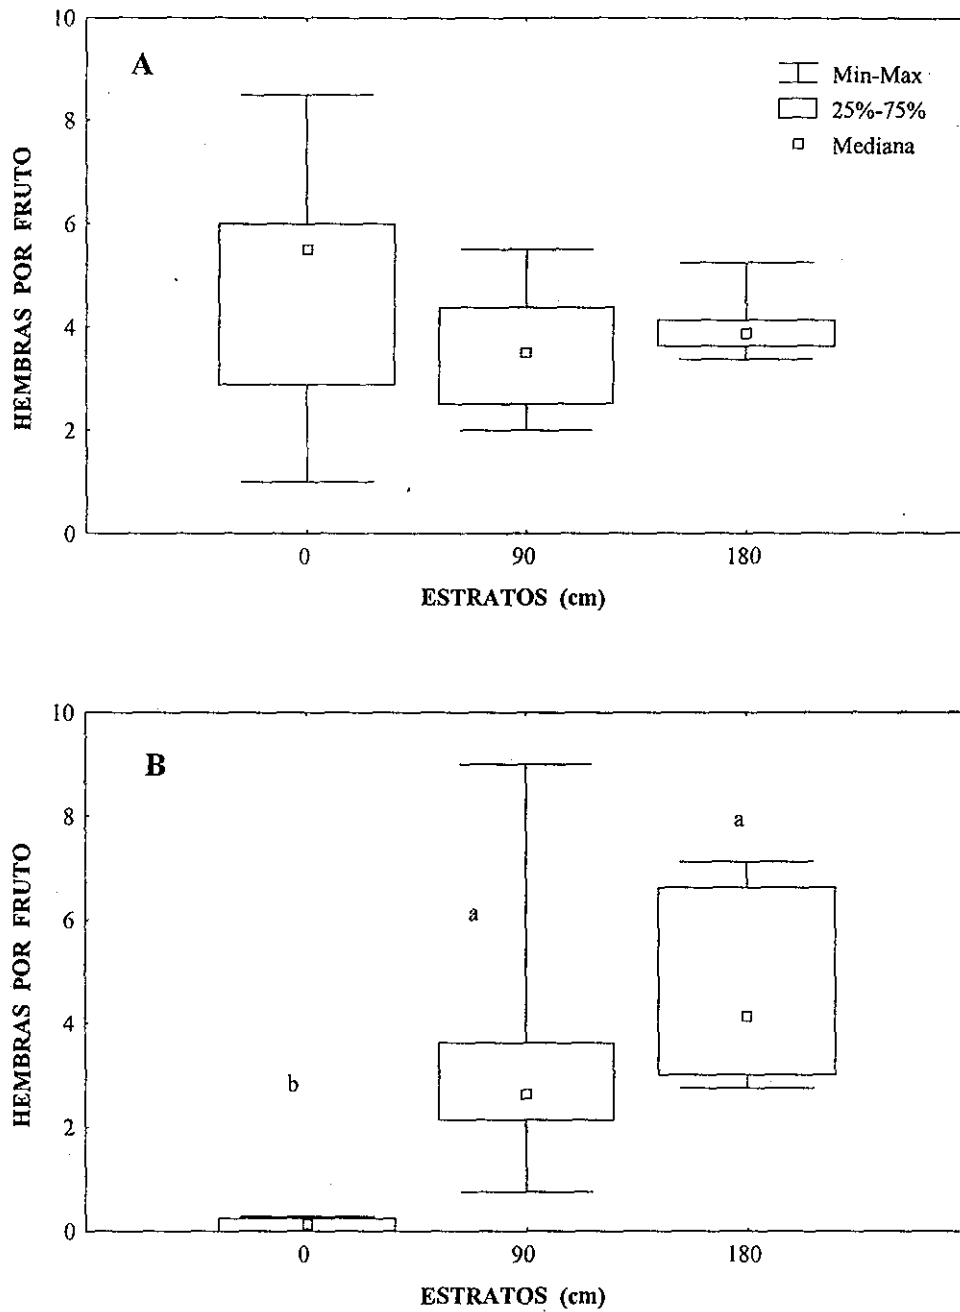 10
A
Min-Max
25%-75%
Mediana
8
6
4
2
0
HEMBRAS POR FRUTO
0 90 180
ESTRATOS (cm)
10
B
8
6
4
2
0
a
a
b
HEMBRAS POR FRUTO
0 90 180
ESTRATOS (cm)